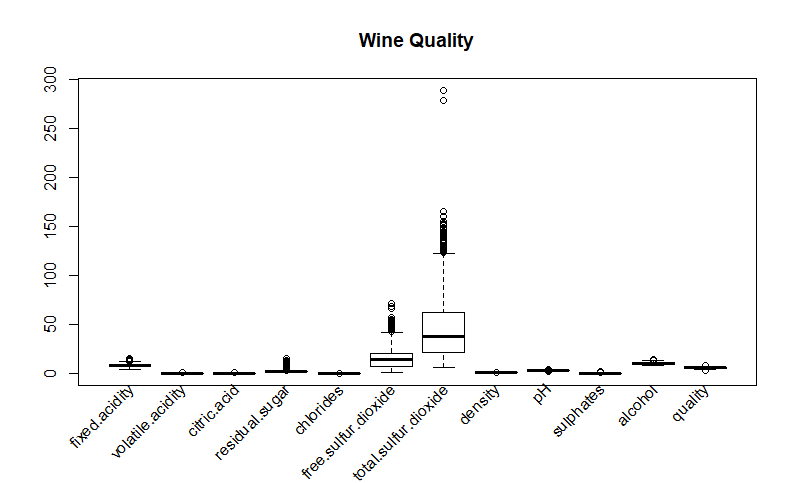 Wine Quality
300
250
200
150
100
50
0
fixed.acidity
volatile.acidity
citric.acid
residual.sugar
chlorides
free.sulfur.dioxide
total.sulfur.dioxide
density
pH
sulphates
alcohol
quality